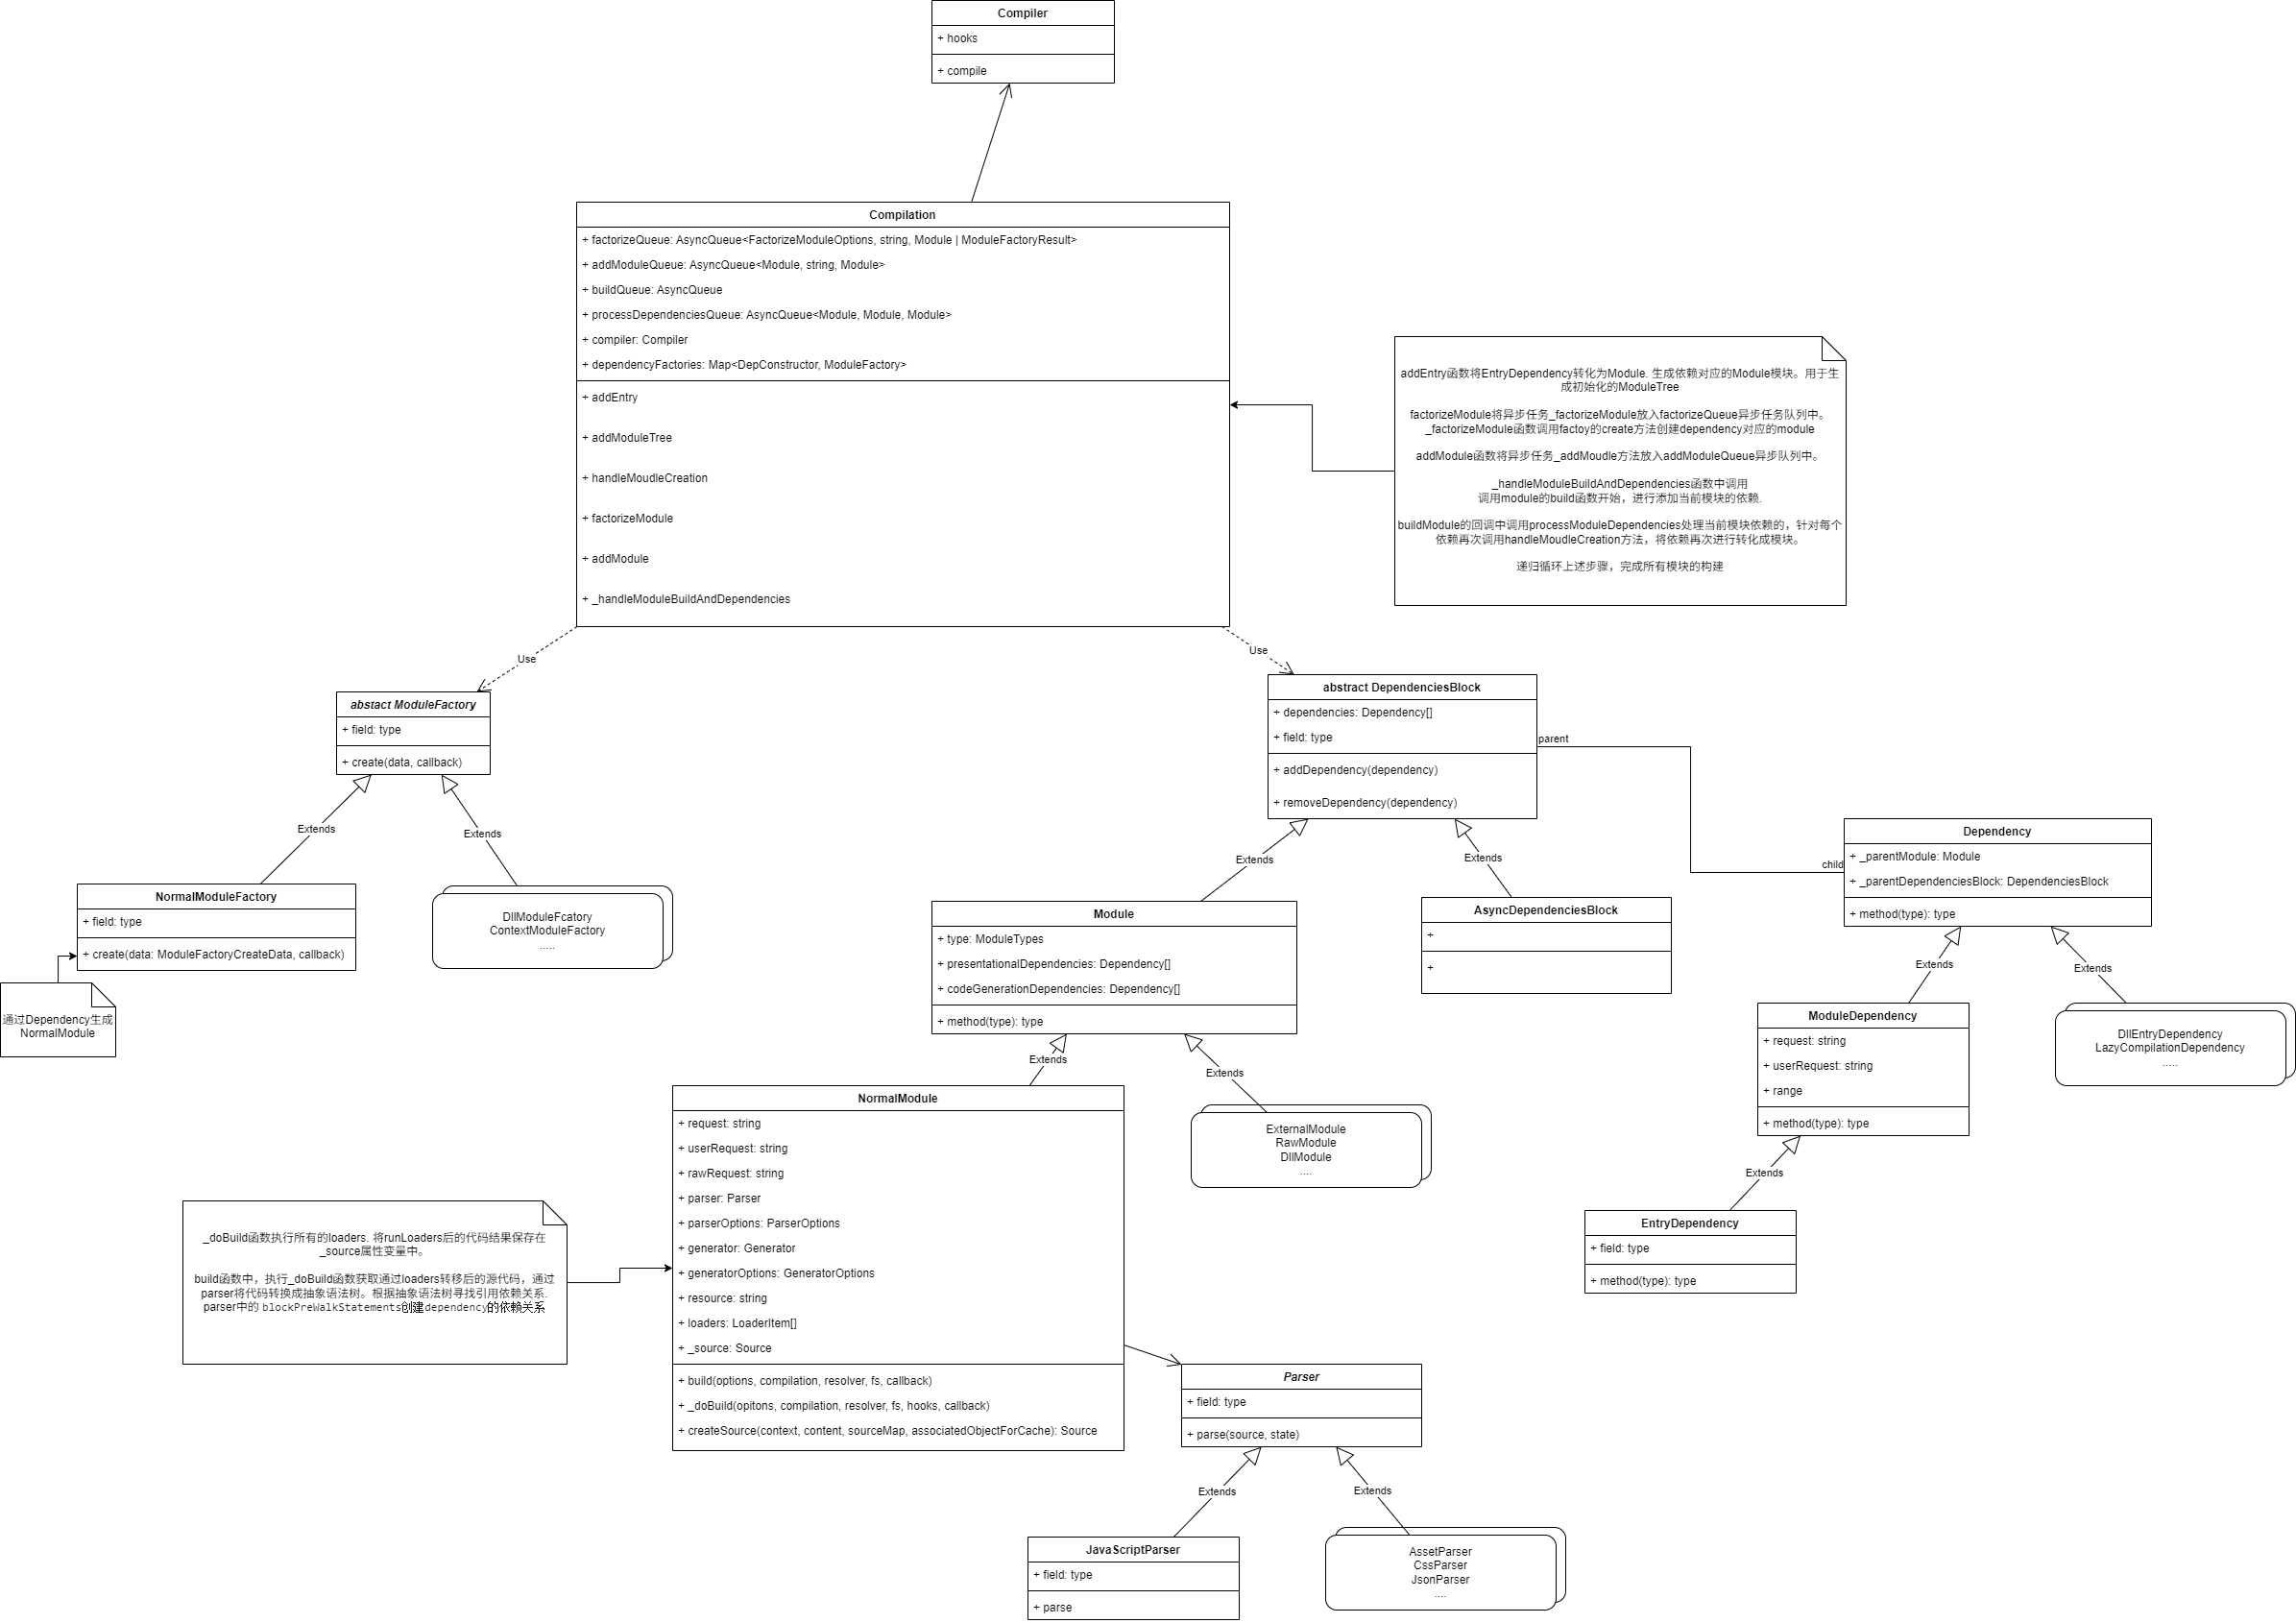 Compiler
+ hooks
+ compile
Compilation
+ factorizeQueue: AsyncQueue<FactorizeModuleOptions, string, Module | ModuleFactoryResult>
+ addModuleQueue: AsyncQueue<Module, string, Module>
+ buildQueue: AsyncQueue
+ processDependenciesQueue: AsyncQueue<Module, Module, Module>
+ compiler: Compiler
+ dependencyFactories: Map<DepConstructor, ModuleFactory>
+ addEntry
+ addModuleTree
+ handleMoudleCreation
+ factorizeModule
+ addModule
+ _handleModuleBuildAndDependencies
addEntry函数将EntryDependency转化为Module. 生成依赖对应的Module模块。用于生
成初始化的ModuleTree
factorizeModule将异步任务_factorizeModule放入factorizeQueue异步任务队列中。
_factorizeModule函数调用factoy的create方法创建dependency对应的module
addModule函数将异步任务_addMoudle方法放入addModuleQueue异步队列中。
_handleModuleBuildAndDependencies函数中调用
调用module的build函数开始，进行添加当前模块的依赖.
buildModule的回调中调用processModuleDependencies处理当前模块依赖的，针对每个
依赖再次调用handleMoudleCreation方法，将依赖再次进行转化成模块。
递归循环上述步骤，完成所有模块的构建
Use
Use
abstact ModuleFactory
+ field: type
+ create(data, callback)
abstract DependenciesBlock
+ dependencies: Dependency[]
+ field: type
+ addDependency(dependency)
+ removeDependency(dependency)
parent
child
Extends
Extends
Extends
Extends
Dependency
+ _parentModule: Module
+ _parentDependenciesBlock: DependenciesBlock
+ method(type): type
NormalModuleFactory
+ field: type
+ create(data: ModuleFactoryCreateData, callback)
DllModuleFcatory
ContextModuleFactory
.....
通过Dependency生成
NormalModule
Module
+ type: ModuleTypes
+ presentationalDependencies: Dependency[]
+ codeGenerationDependencies: Dependency[]
+ method(type): type
AsyncDependenciesBlock
+
+
Extends
Extends
ModuleDependency
+ request: string
+ userRequest: string
+ range
+ method(type): type
DllEntryDependency
LazyCompilationDependency
.....
Extends
Extends
NormalModule
+ request: string
+ userRequest: string
+ rawRequest: string
+ parser: Parser
+ parserOptions: ParserOptions
+ generator: Generator
+ generatorOptions: GeneratorOptions
+ resource: string
+ loaders: LoaderItem[]
+ _source: Source
+ build(options, compilation, resolver, fs, callback)
+ _doBuild(opitons, compilation, resolver, fs, hooks, callback)
+ createSource(context, content, sourceMap, associatedObjectForCache): Source
ExternalModule
RawModule
DllModule
....
Extends
EntryDependency
+ field: type
+ method(type): type
_doBuild函数执行所有的loaders. 将runLoaders后的代码结果保存在
_source属性变量中。
build函数中，执行_doBuild函数获取通过loaders转移后的源代码，通过
parser将代码转换成抽象语法树。根据抽象语法树寻找引用依赖关系.
parser中的 blockPreWalkStatements创建dependency的依赖关系
Parser
+ field: type
+ parse(source, state)
Extends
Extends
JavaScriptParser
+ field: type
+ parse
AssetParser
CssParser
JsonParser
....